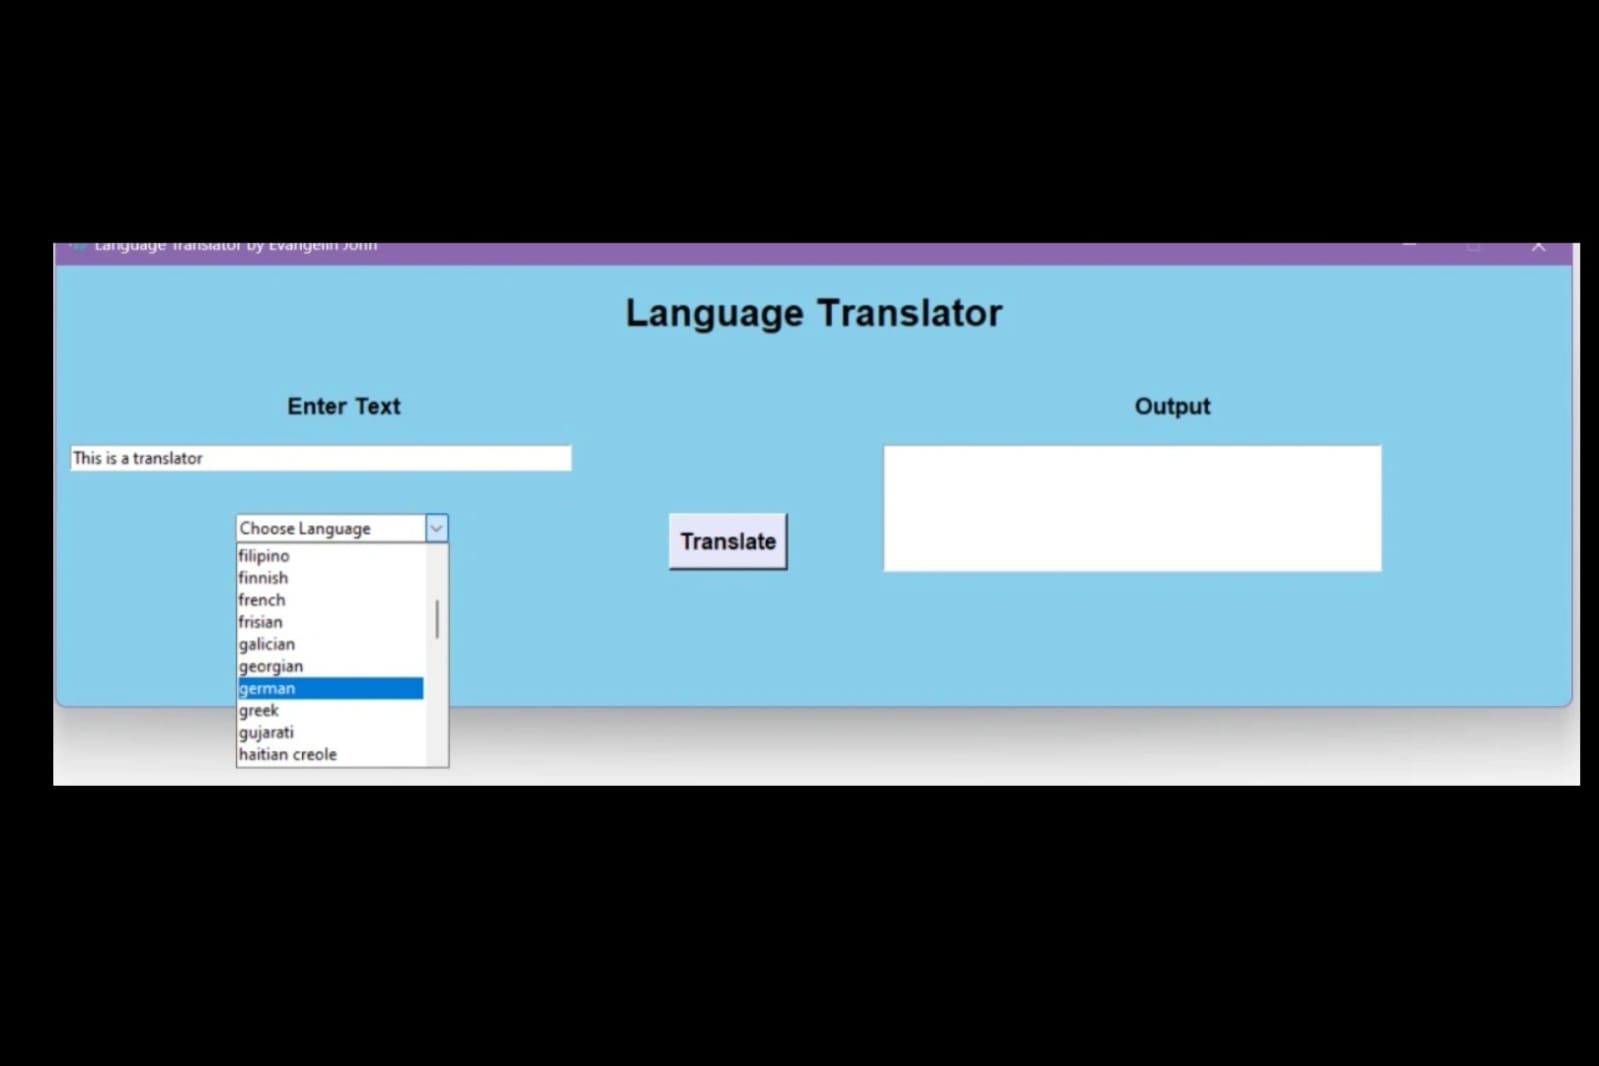 Language Translator by Evangelin John
Language Translator
Enter Text
Output
This is a translator
Choose Language
Translate
filipino
finnish
french
frisian
galician
georgian
german
greek
gujarati
haitian creole